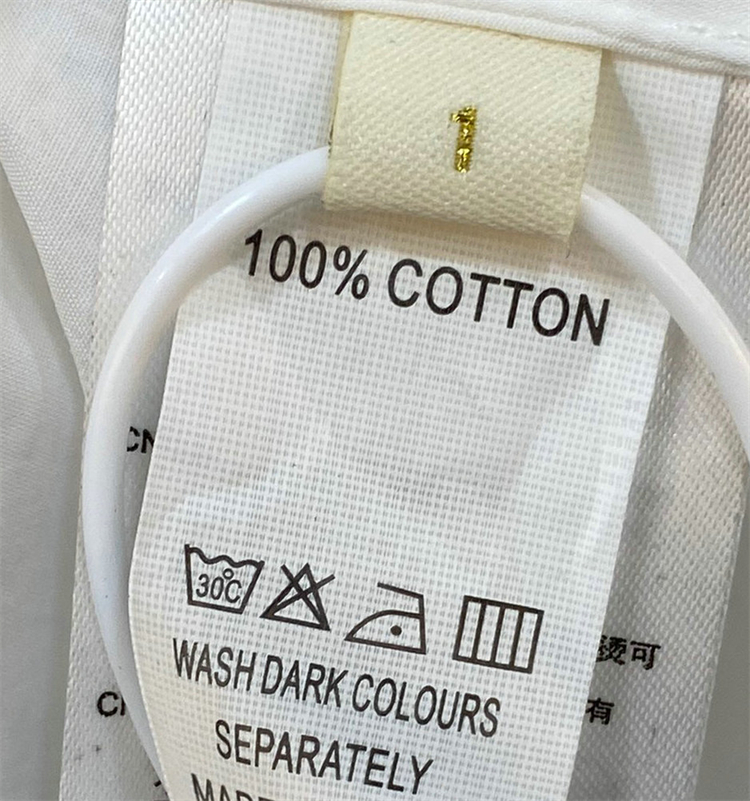 1
100% COTTON
30℃
WASH DARK COLOURS
SEPARATELY
烫可
有